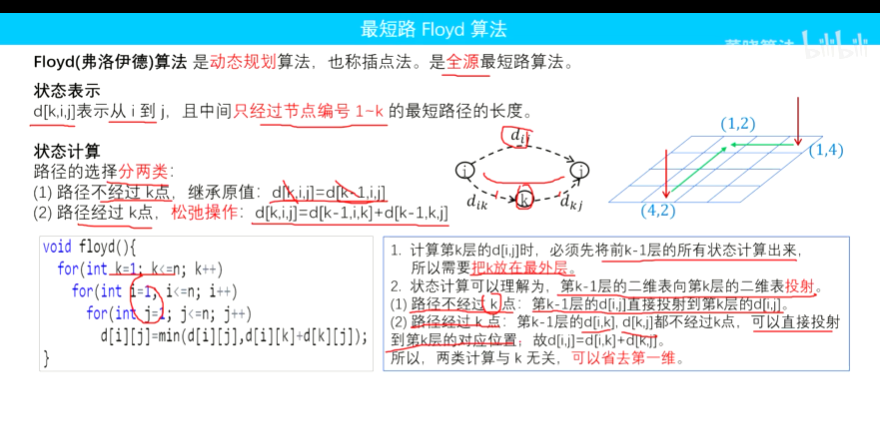 最短路 Floyd 算法
bilibili
Floyd(弗洛伊德)算法 是动态规划算法，也称插点法。是全源最短路算法。
状态表示
d[k,i,j]表示从 i 到 j，且中间只经过节点编号 1~k 的最短路径的长度。
状态计算
路径的选择分两类：
(1) 路径不经过 k点，继承原值：d[k,i,j]=d[k-1,i,j]
(2) 路径经过 k点，松弛操作：d[k,i,j]=d[k-1,i,k]+d[k-1,k,j]
dij
i
j
dik
k
dkj
(1,2)
(1,4)
(4,2)
void floyd(){
for(int k=1; k<=n; k++)
for(int i=1; i<=n; i++)
for(int j=1; j<=n; j++)
d[i][j]=min(d[i][j],d[i][k]+d[k][j]);
}
1. 计算第k层的d[i,j]时，必须先将前k-1层的所有状态计算出来，
所以需要把k放在最外层。
2. 状态计算可以理解为，第k-1层的二维表向第k层的二维表投射。
(1) 路径不经过 k 点：第k-1层的d[i,j]直接投射到第k层的d[i,j]。
(2) 路径经过 k 点：第k-1层的d[i,k], d[k,j]都不经过k点，可以直接投射
到第k层的对应位置；故d[i,j]=d[i,k]+d[k,j]。
所以，两类计算与 k 无关，可以省去第一维。